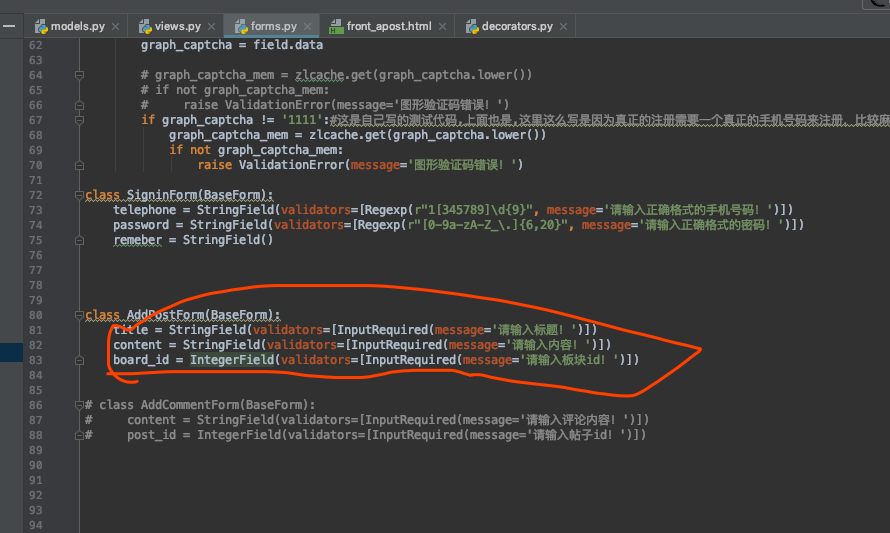 models.py views.py forms.py front_apost.html decorators.py
62 graph_captcha = field.data
63
64 # graph_captcha_mem = zlcache.get(graph_captcha.lower())
65 # if not graph_captcha_mem:
66 #     raise ValidationError(message='图形验证码错误! ')
67 if graph_captcha != '1111':#这是自己写的测试代码,上面也是,这里这么写是因为真正的注册需要一个真正的手机号码来注册、比较麻
68 graph_captcha_mem = zlcache.get(graph_captcha.lower())
69 if not graph_captcha_mem:
70 raise ValidationError(message='图形验证码错误! ')
71
72 class SigninForm(BaseForm):
73 telephone = StringField(validators=[Regexp(r"1[345789]\d{9}", message='请输入正确格式的手机号码! ')])
74 password = StringField(validators=[Regexp(r"[0-9a-zA-Z_\.]{6,20}", message='请输入正确格式的密码! ')])
75 remeber = StringField()
76
77
78
79
80 class AddPostForm(BaseForm):
81 title = StringField(validators=[InputRequired(message='请输入标题! ')])
82 content = StringField(validators=[InputRequired(message='请输入内容! ')])
83 board_id = IntegerField(validators=[InputRequired(message='请输入板块id! ')])
84
85
86 # class AddCommentForm(BaseForm):
87 #     content = StringField(validators=[InputRequired(message='请输入评论内容! ')])
88 #     post_id = IntegerField(validators=[InputRequired(message='请输入帖子id! ')])
89
90
91
92
93
94